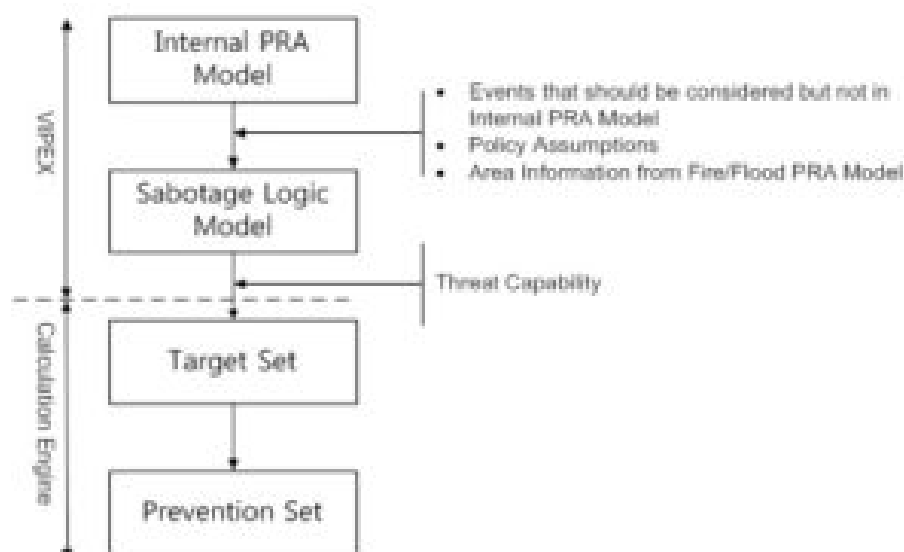 Internal PRA
Model
• Events that should be considered but not in
Internal PRA Model
• Policy Assumptions
• Area Information from Fire/Flood PRA Model
VIPEX
Sabotage Logic
Model
Threat Capability
Target Set
Calculation Engine
Prevention Set